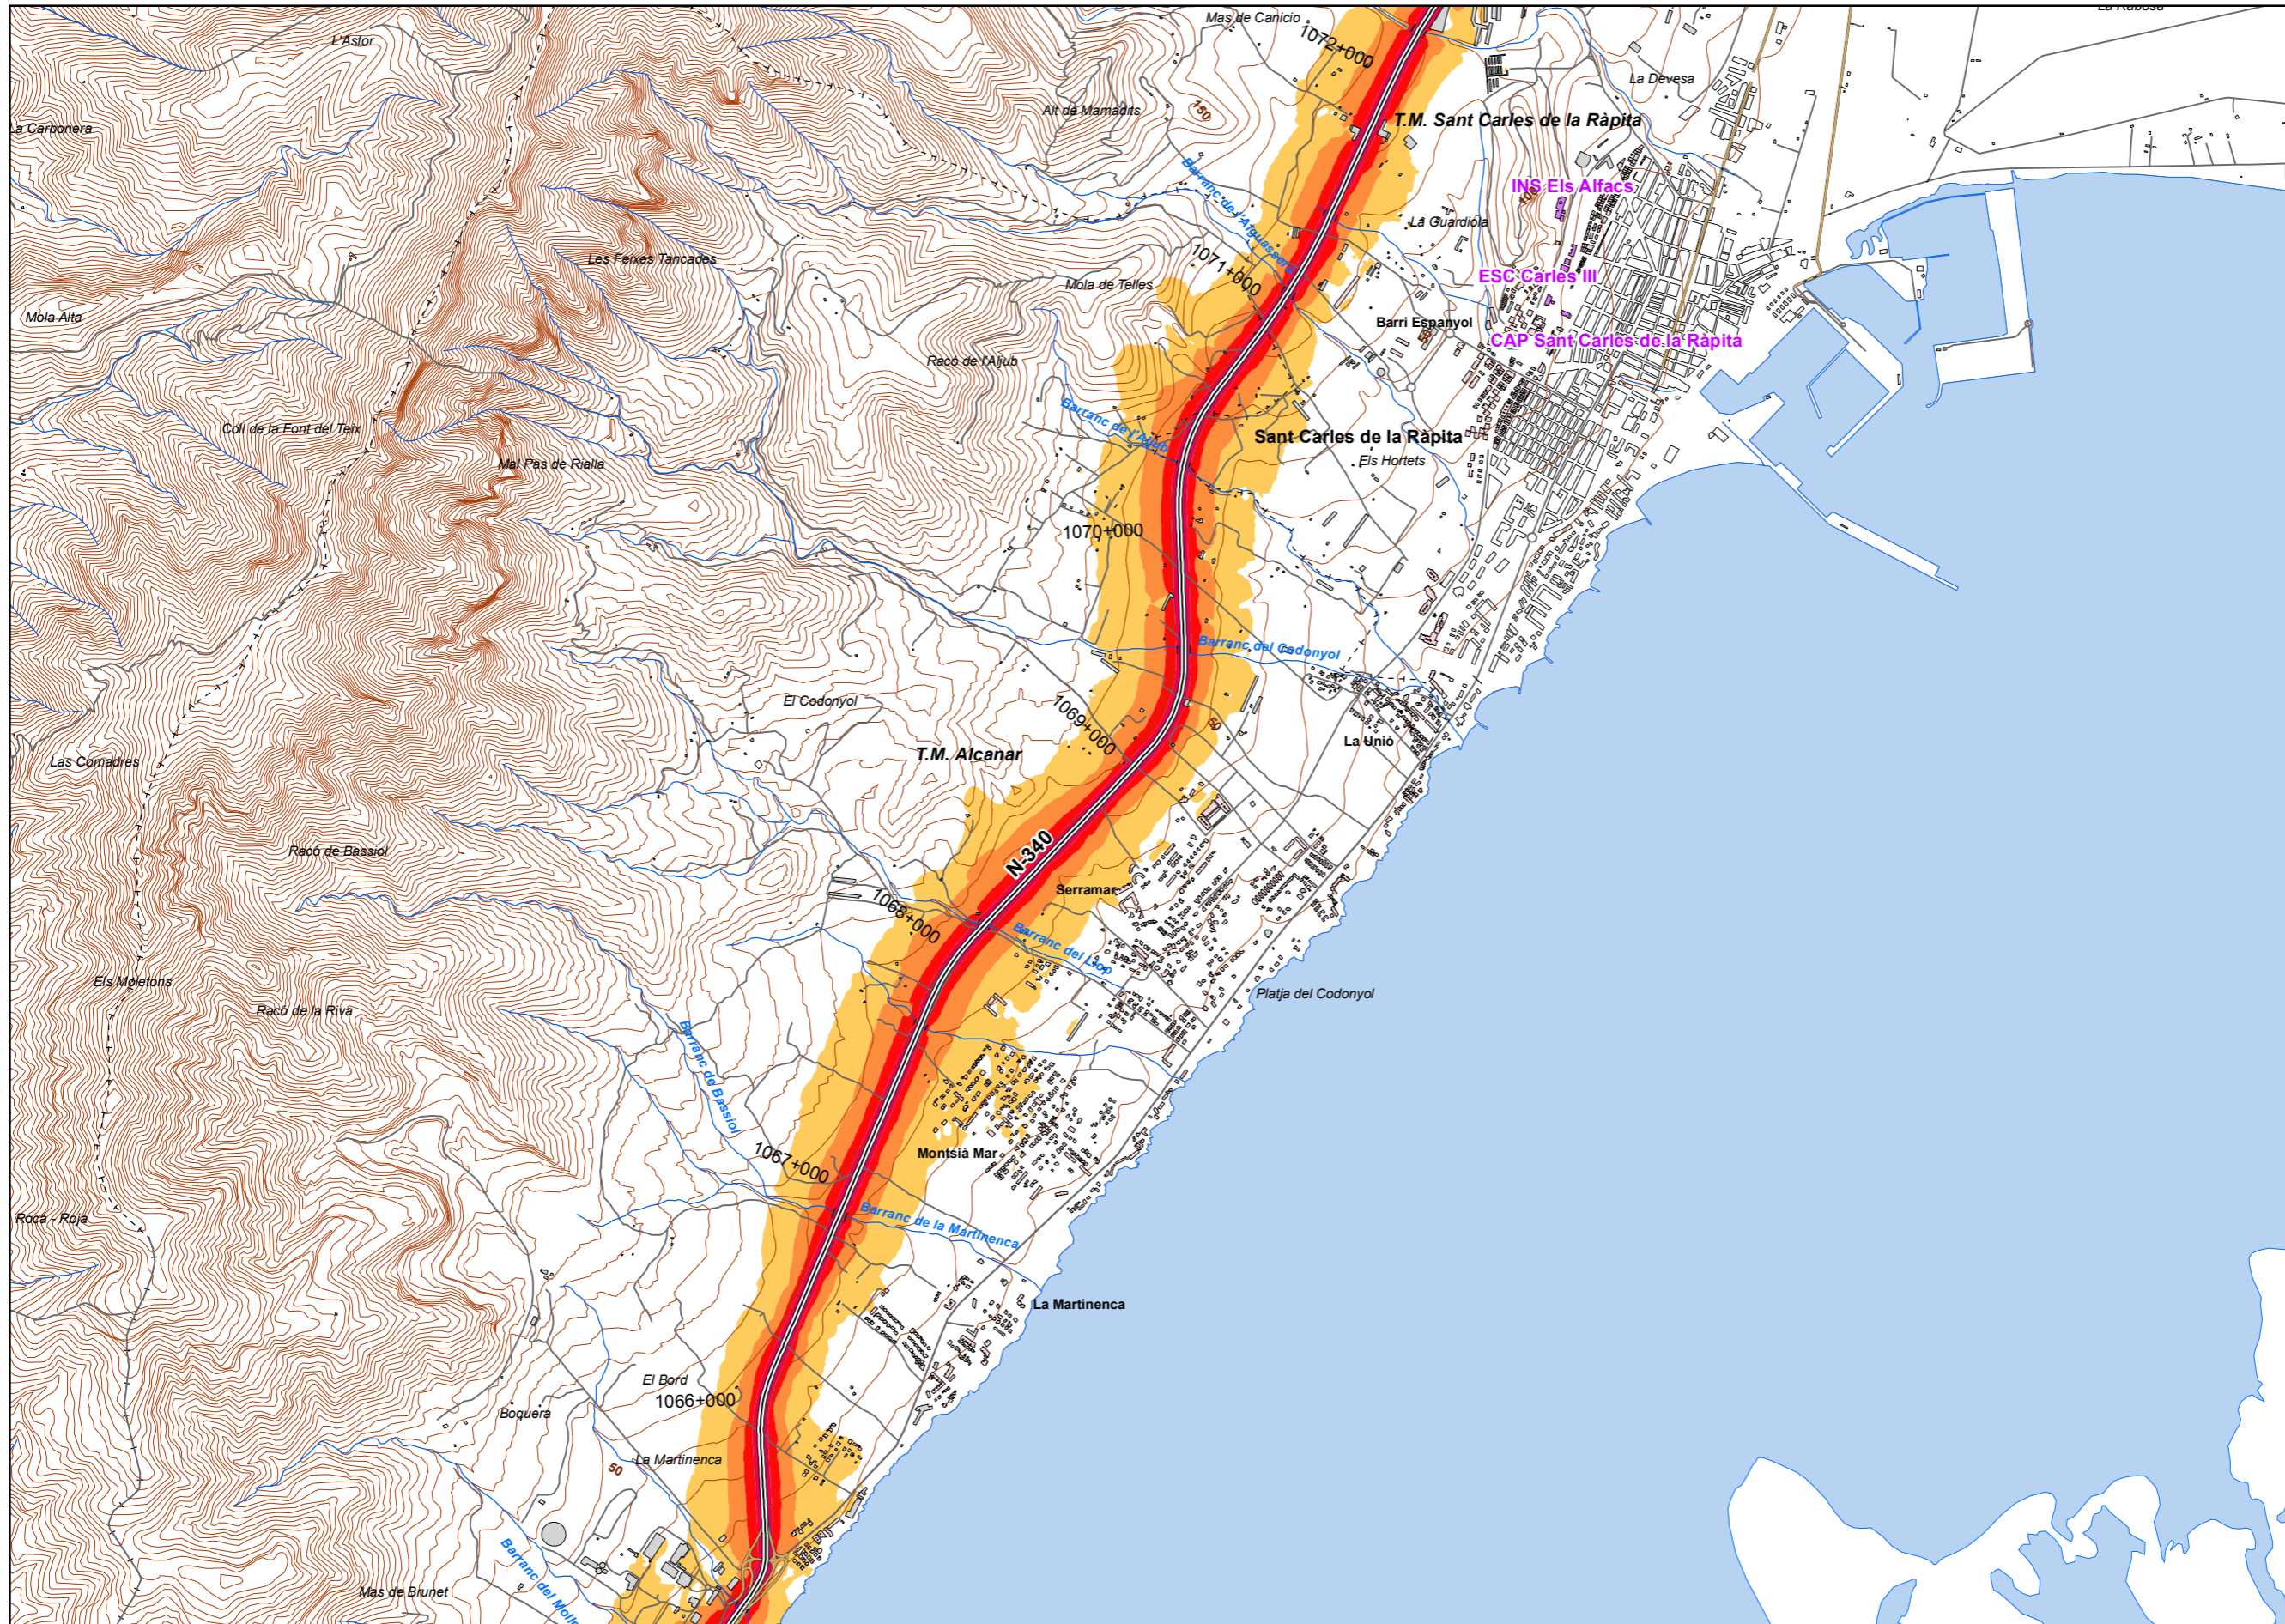 La Rabosa
Mas de Canicio
L'Astor
1072+000
La Devesa
Alt de Mamadits
150
T.M. Sant Carles de la Ràpita
La Carbonera
INS Els Alfacs
100
Barranc de l'Aiguassera
La Guardiola
Les Feixes Tancades
1071+000
ESC Carles III
Mola de Telles
Mola Alta
Barri Espanyol
50
CAP Sant Carles de la Ràpita
Racó de l'Aljub
Barranc de l'Aljub
Coll de la Font del Teix
Sant Carles de la Ràpita
Mal Pas de Rialla
Els Hortets
1070+000
Barranc del Codonyol
El Codonyol
1069+000
50
La Unió
T.M. Alcanar
Las Comadres
N-340
Racó de Bassiol
Serramar
1068+000
Barranc del Llop
Els Moletons
Platja del Codonyol
Racó de la Riva
Barranc de Bassiol
1067+000
Montsià Mar
Roca - Roja
Barranc de la Martinenca
La Martinenca
El Bord
1066+000
Boquera
La Martinenca
50
Barranc del Molle
Mas de Brunet